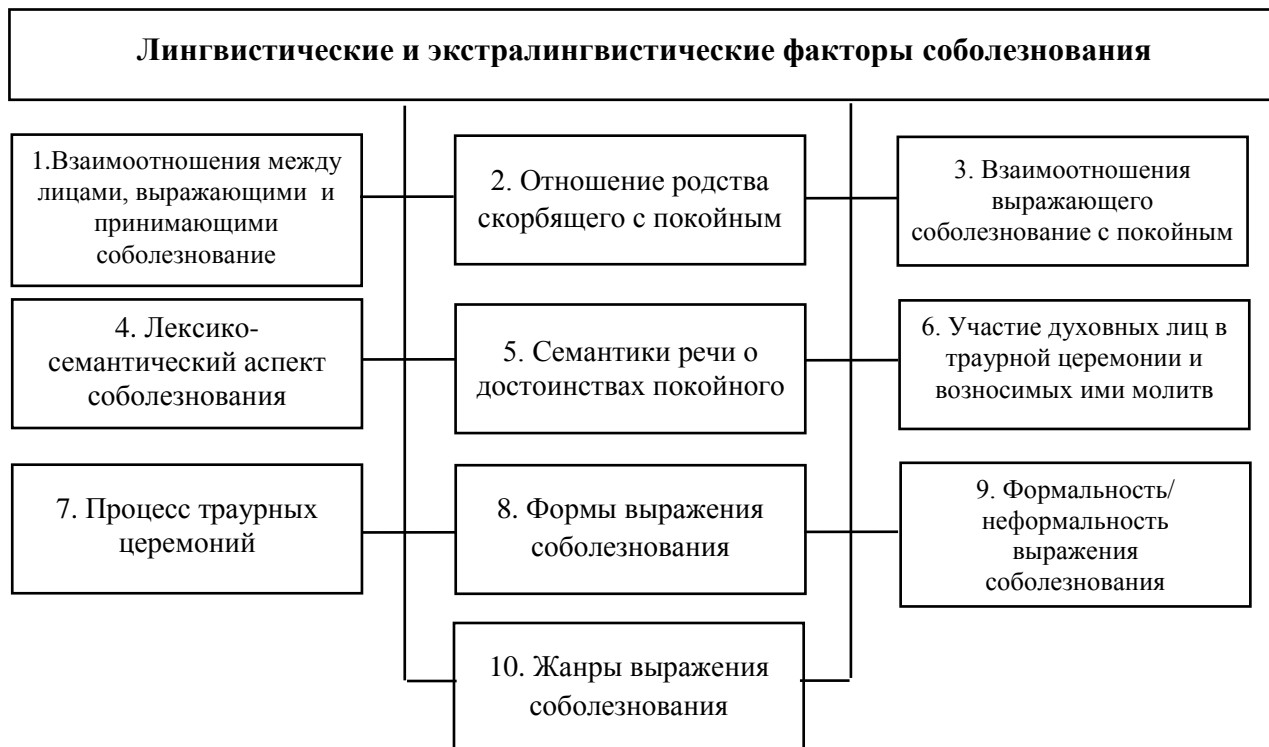 Лингвистические и экстралингвистические факторы соболезнования
1.Взаимоотношения между
лицами, выражающими и
принимающими
соболезнование
2. Отношение родства
скорбящего с покойным
3. Взаимоотношения
выражающего
соболезнование с покойным
4. Лексико-
семантический аспект
соболезнования
5. Семантики речи о
достоинствах покойного
6. Участие духовных лиц в
траурной церемонии и
возносимых ими молитв
7. Процесс траурных
церемоний
8. Формы выражения
соболезнования
9. Формальность/
неформальность
выражения
соболезнования
10. Жанры выражения
соболезнования